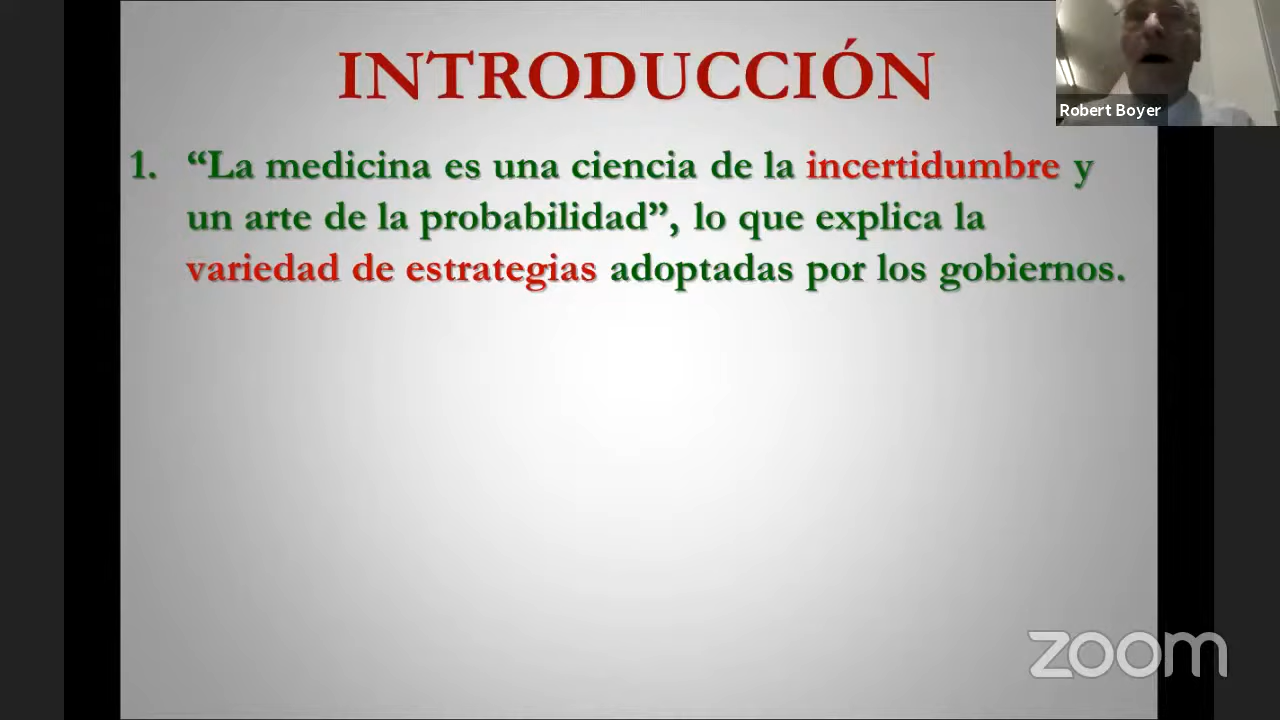 INTRODUCCIÓN
Robert Boyer
1. “La medicina es una ciencia de la incertidumbre y
un arte de la probabilidad”, lo que explica la
variedad de estrategias adoptadas por los gobiernos.
zoom